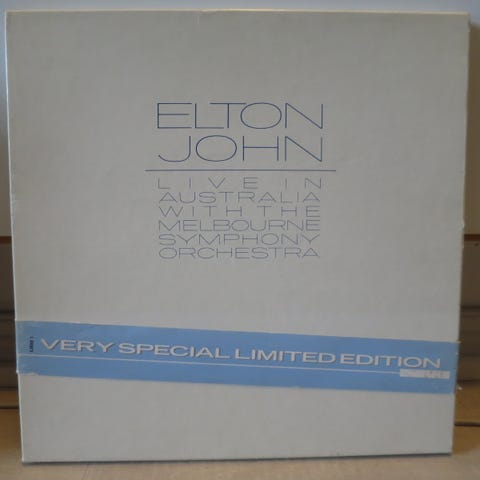 ELTON
JOHN
LIVE IN
AUSTRALIA
WITH THE
MELBOURNE
SYMPHONY
ORCHESTRA
VERY SPECIAL LIMITED EDITION